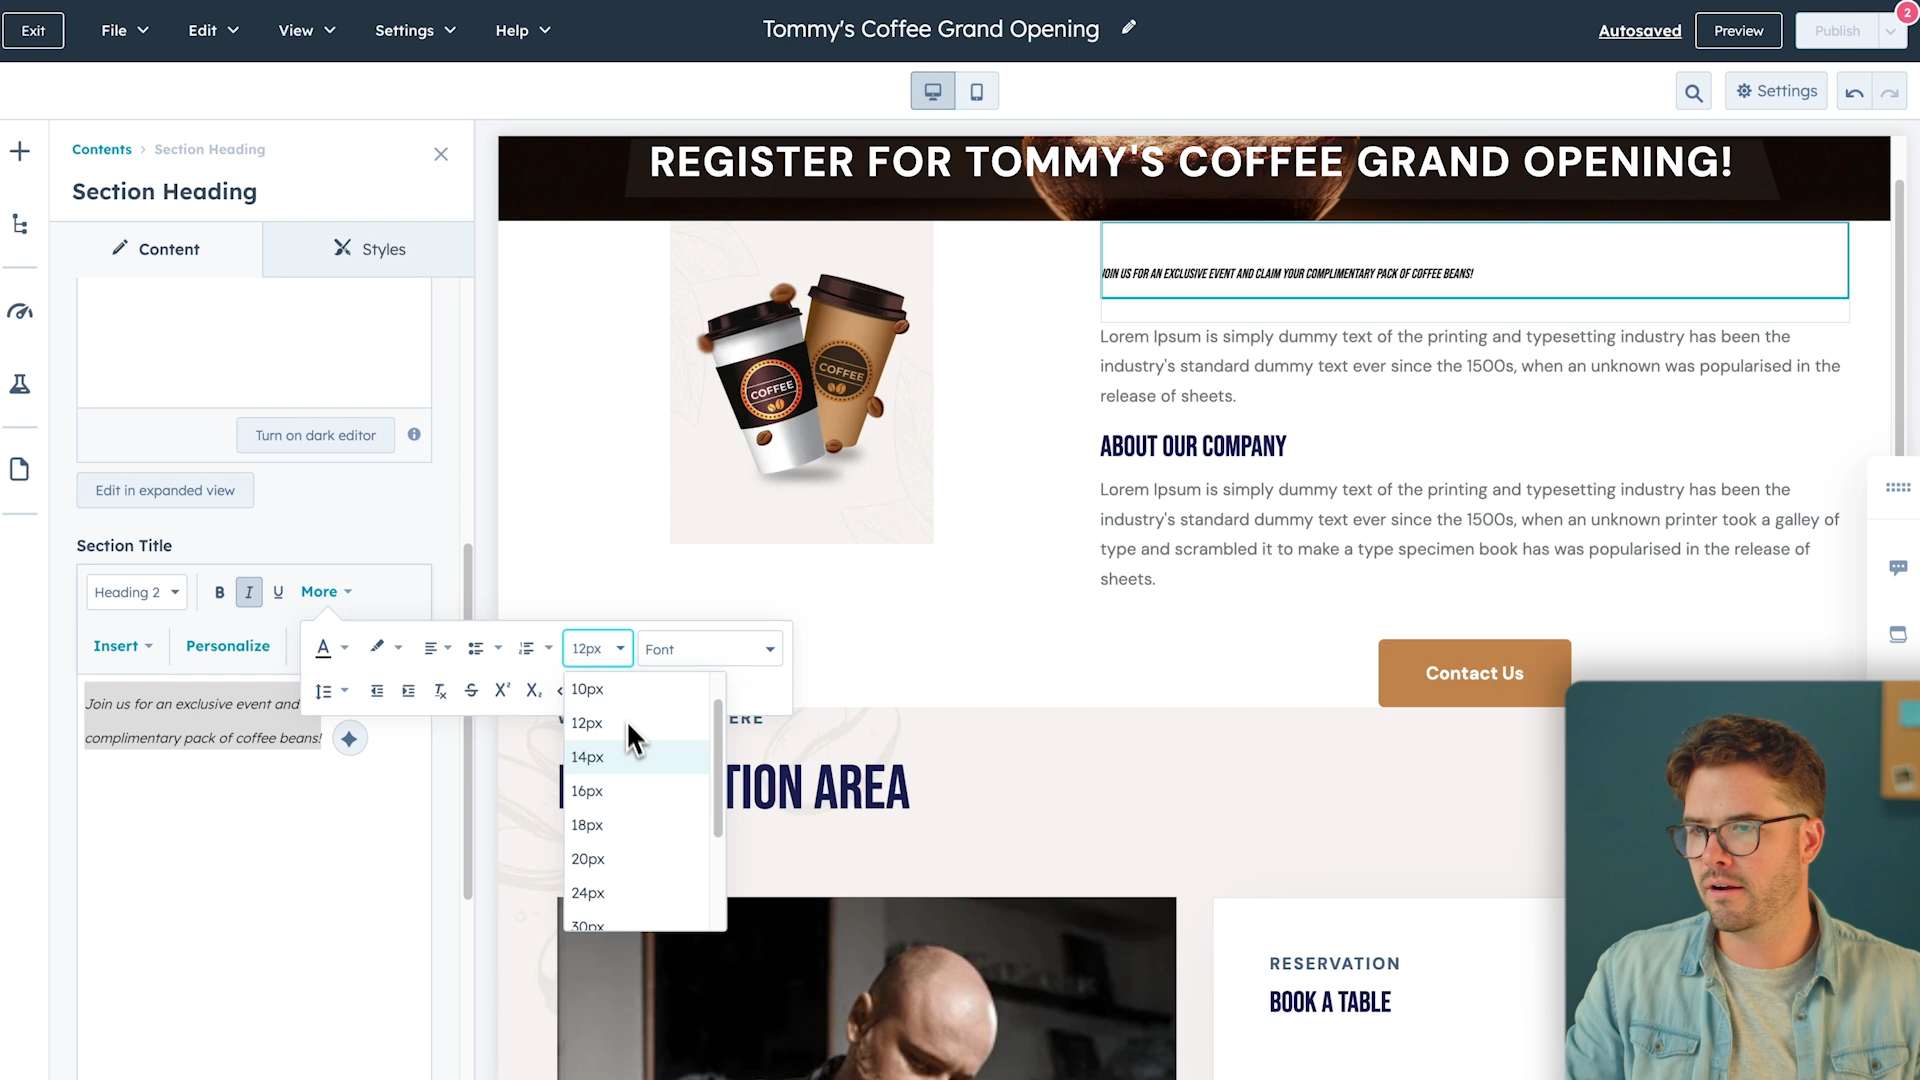 Exit
File
Edit
View
Settings
Help
Tommy's Coffee Grand Opening
Autosaved
Preview
Publish
2
Settings
Contents
Section Heading
Section Heading
Content
Styles
Turn on dark editor
Edit in expanded view
Section Title
Heading 2
B
I
U
More
Insert
Personalize
A
12px
Font
10px
12px
14px
16px
18px
20px
24px
30px
Join us for an exclusive event and
complimentary pack of coffee beans!
REGISTER FOR TOMMY'S COFFEE GRAND OPENING!
COFFEE
COFFEE
JOIN US FOR AN EXCLUSIVE EVENT AND CLAIM YOUR COMPLIMENTARY PACK OF COFFEE BEANS!
Lorem Ipsum is simply dummy text of the printing and typesetting industry has been the
industry's standard dummy text ever since the 1500s, when an unknown was popularised in the
release of sheets.
ABOUT OUR COMPANY
Lorem Ipsum is simply dummy text of the printing and typesetting industry has been the
industry's standard dummy text ever since the 1500s, when an unknown printer took a galley of
type and scrambled it to make a type specimen book has was popularised in the release of
sheets.
Contact Us
ERE
TION AREA
RESERVATION
BOOK A TABLE